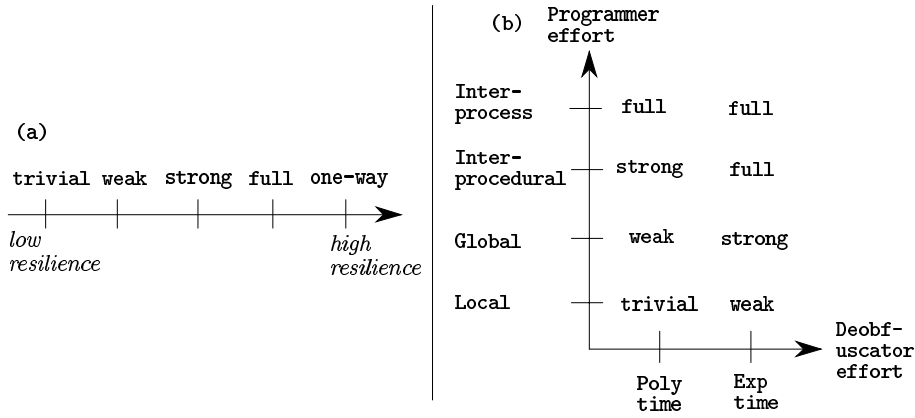 (a)
trivial weak strong full one-way
low
resilience
high
resilience
(b)
Programmer
effort
Inter-
process
full full
Inter-
procedural
strong full
Global
weak strong
Local
trivial weak
Deobf-
uscator
effort
Poly
time
Exp
time